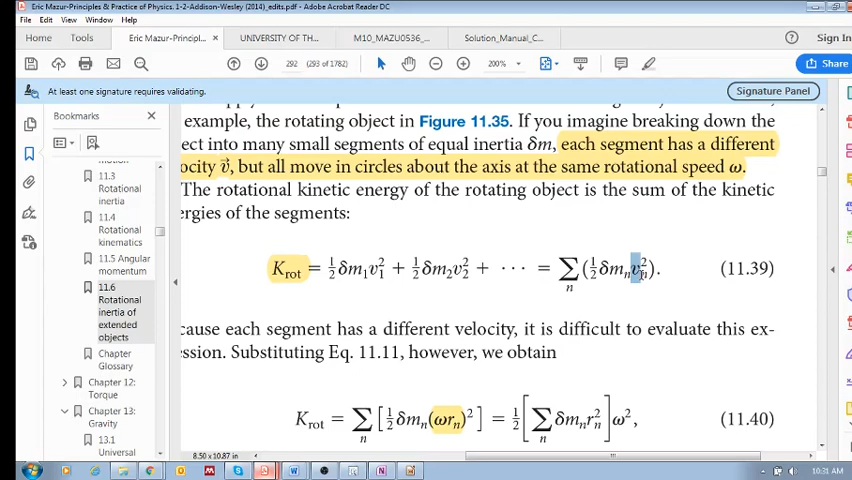 Eric Mazur-Principles & Practice of Physics. 1-2-Addison-Wesley (2014)_edits.pdf - Adobe Acrobat Reader DC
File Edit View Window Help
Home Tools Eric Mazur-Principl... × UNIVERSITY OF TH... M10_MAZU0536_... Solution_Manual_C... Sign In
292 (293 of 1782) 200% Share
At least one signature requires validating. Signature Panel
Bookmarks ×
11.3
Rotational
inertia
11.4
Rotational
kinematics
11.5 Angular
momentum
11.6
Rotational
inertia of
extended
objects
Chapter
Glossary
Chapter 12:
Torque
Chapter 13:
Gravity
13.1
Universal
example, the rotating object in Figure 11.35. If you imagine breaking down the
ect into many small segments of equal inertia δm, each segment has a different
ocity v⃗, but all move in circles about the axis at the same rotational speed ω.
The rotational kinetic energy of the rotating object is the sum of the kinetic
ergies of the segments:
K_rot = ½δm₁v₁² + ½δm₂v₂² + ··· = ∑_n (½δm_n v_n²). (11.39)
cause each segment has a different velocity, it is difficult to evaluate this ex-
ssion. Substituting Eq. 11.11, however, we obtain
K_rot = ∑_n [½δm_n(ωr_n)²] = ½[∑_n δm_n r_n²]ω², (11.40)
8.50 x 10.87 in
10:31 AM